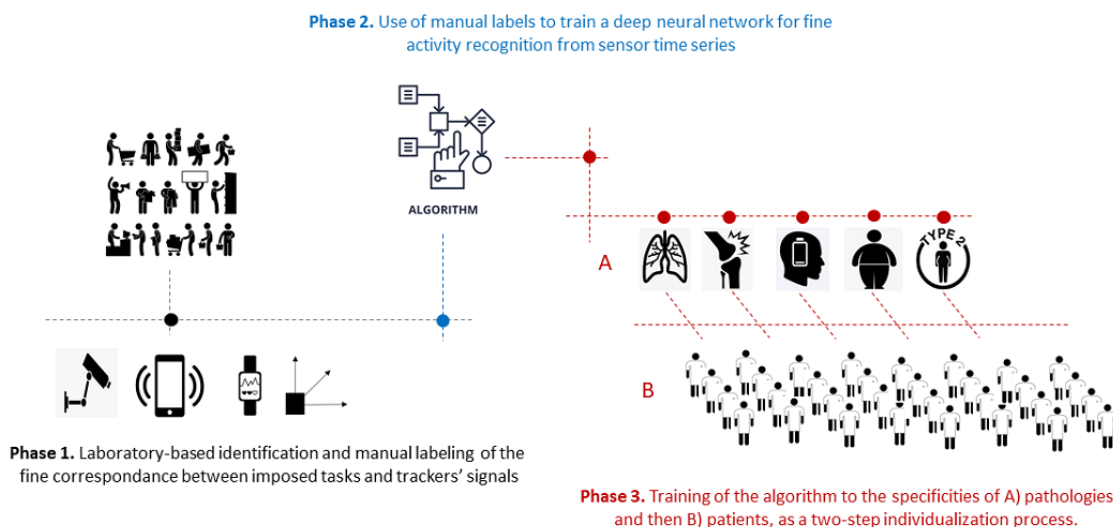 Phase 2. Use of manual labels to train a deep neural network for fine
activity recognition from sensor time series
ALGORITHM
A
TYPE 2
B
Phase 1. Laboratory-based identification and manual labeling of the
fine correspondance between imposed tasks and trackers' signals
Phase 3. Training of the algorithm to the specificities of A) pathologies
and then B) patients, as a two-step individualization process.